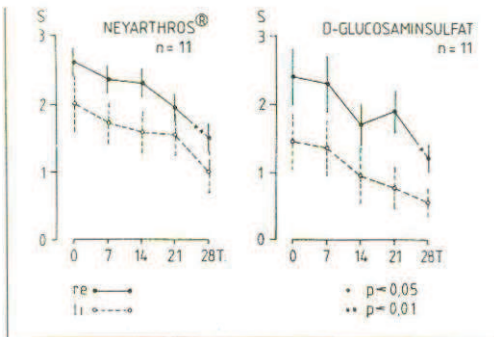 S
NEYARTHROS®
n = 11
3
2
1
0
0 7 14 21 28T.
re
li
S
D-GLUCOSAMINSULFAT
n = 11
3
2
1
0
0 7 14 21 28T.
* p < 0,05
** p < 0,01